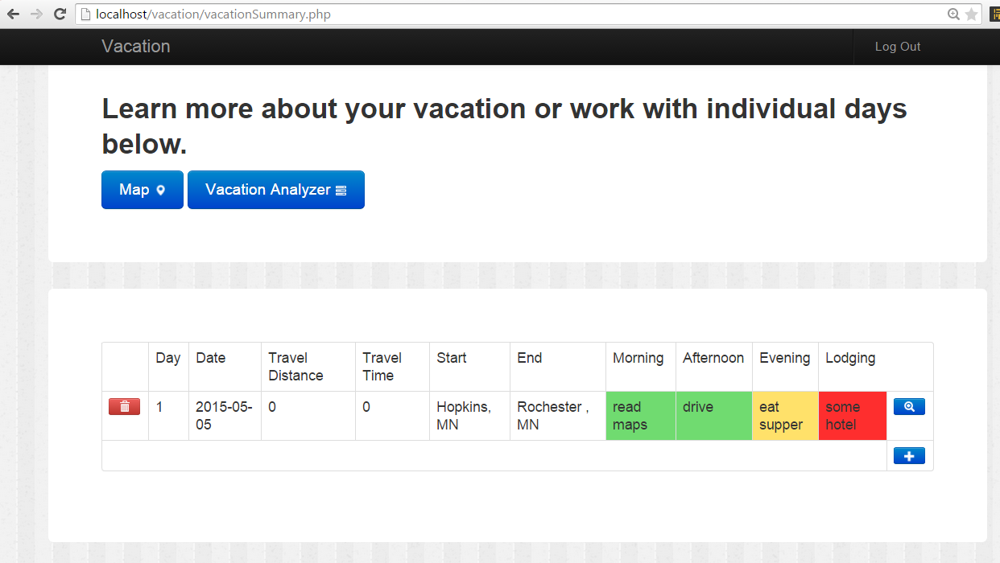 localhost/vacation/vacationSummary.php
Vacation Log Out
Learn more about your vacation or work with individual days
below.
Map Vacation Analyzer
Day Date Travel Distance Travel Time Start End Morning Afternoon Evening Lodging
1 2015-05-05 0 0 Hopkins, MN Rochester , MN read maps drive eat supper some hotel